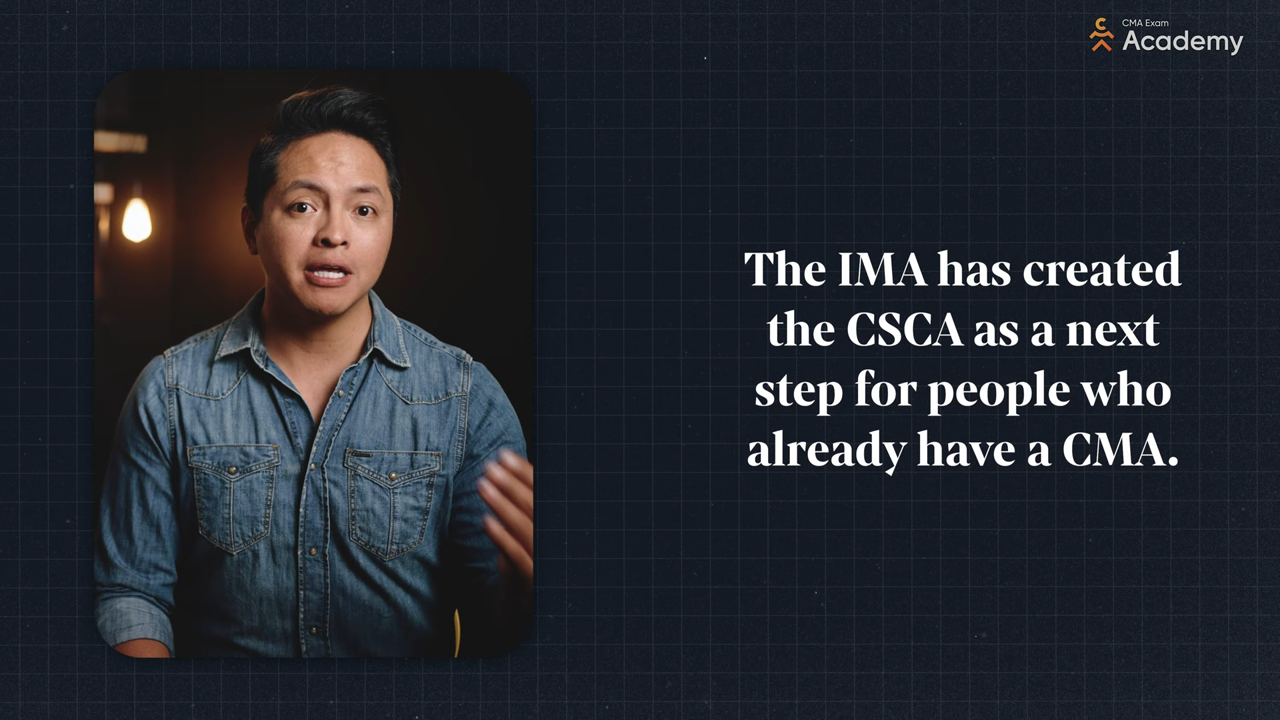 CMA Exam
Academy
The IMA has created
the CSCA as a next
step for people who
already have a CMA.